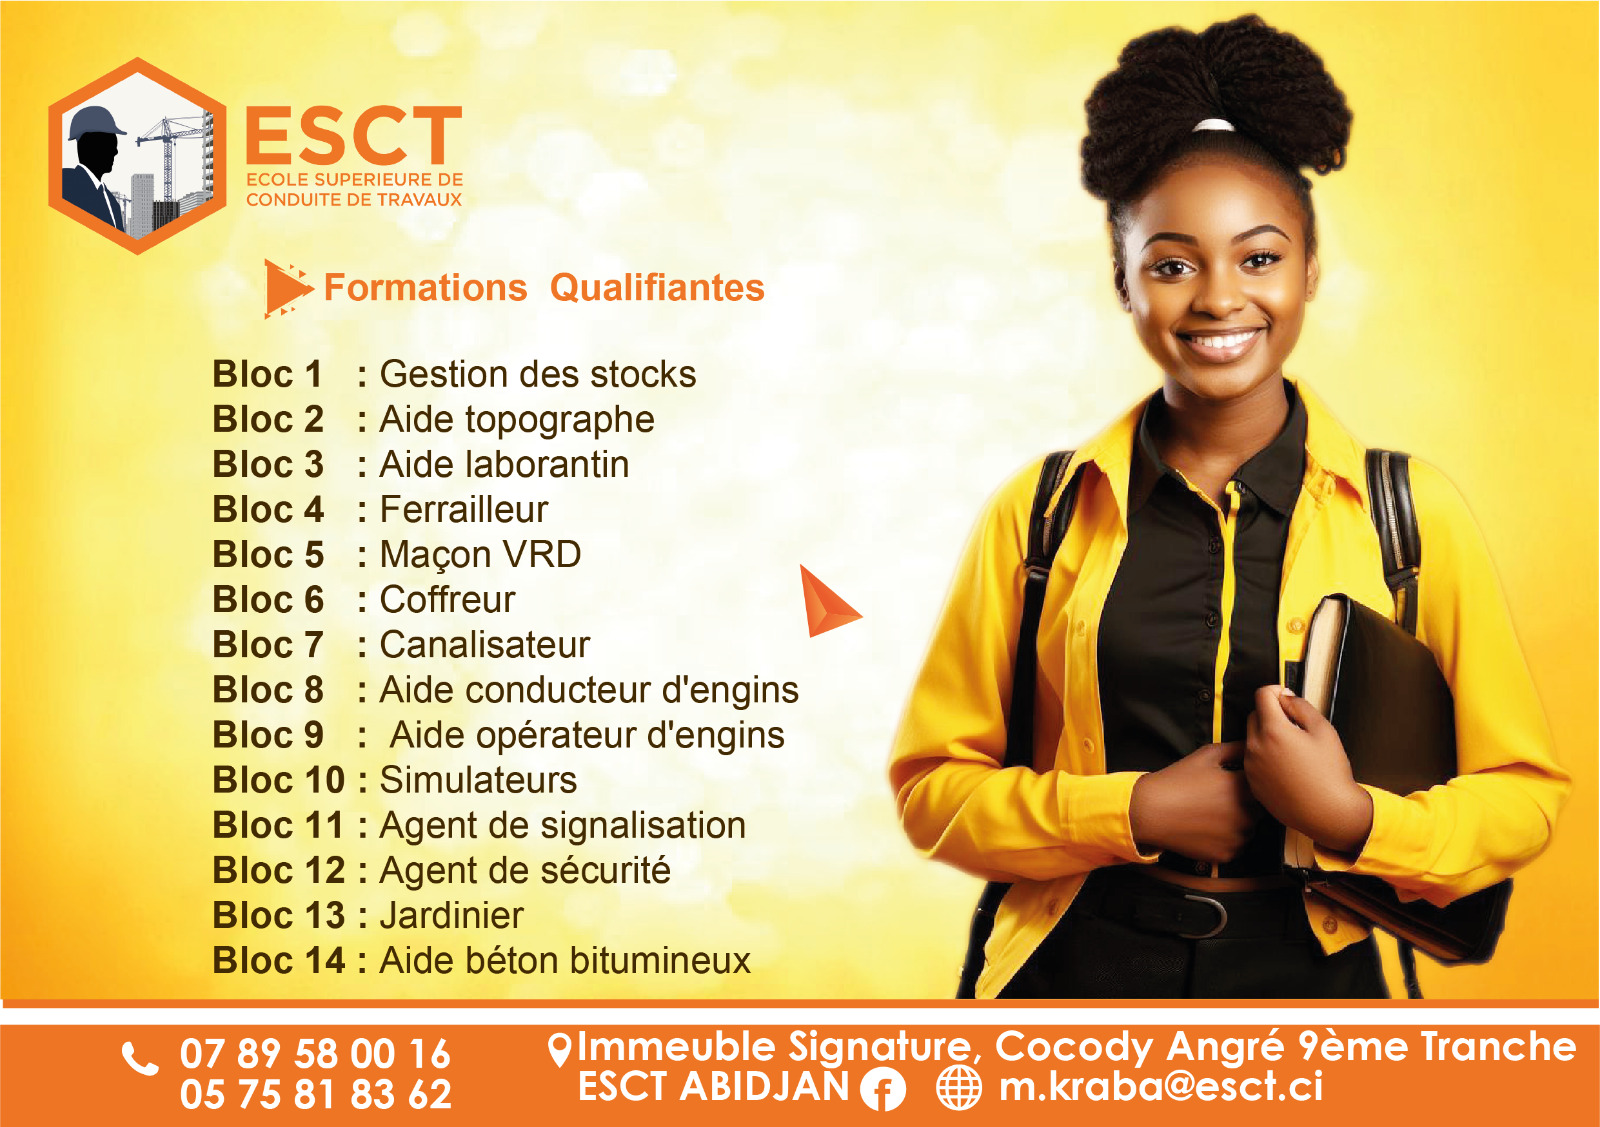 ESCT
ECOLE SUPERIEURE DE
CONDUITE DE TRAVAUX
Formations Qualifiantes
Bloc 1 : Gestion des stocks
Bloc 2 : Aide topographe
Bloc 3 : Aide laborantin
Bloc 4 : Ferrailleur
Bloc 5 : Maçon VRD
Bloc 6 : Coffreur
Bloc 7 : Canalisateur
Bloc 8 : Aide conducteur d'engins
Bloc 9 : Aide opérateur d'engins
Bloc 10 : Simulateurs
Bloc 11 : Agent de signalisation
Bloc 12 : Agent de sécurité
Bloc 13 : Jardinier
Bloc 14 : Aide béton bitumineux
07 89 58 00 16
05 75 81 83 62
Immeuble Signature, Cocody Angré 9ème Tranche
ESCT ABIDJAN m.kraba@esct.ci